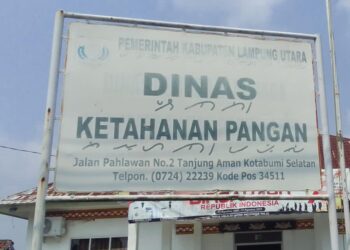 PEMERINTAH KABUPATEN LAMPUNG UTARA
DINAS
KETAHANAN PANGAN
Jalan Pahlawan No.2 Tanjung Aman Kotabumi Selatan
Telpon. (0724) 22239 Kode Pos 34511
REPUBLIK INDONESIA